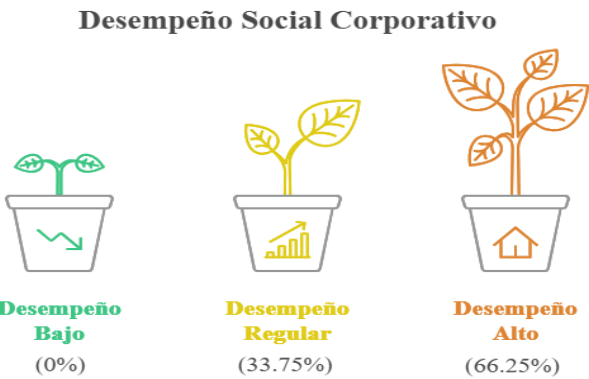 Desempeño Social Corporativo
Desempeño
Bajo
(0%)
Desempeño
Regular
(33.75%)
Desempeño
Alto
(66.25%)